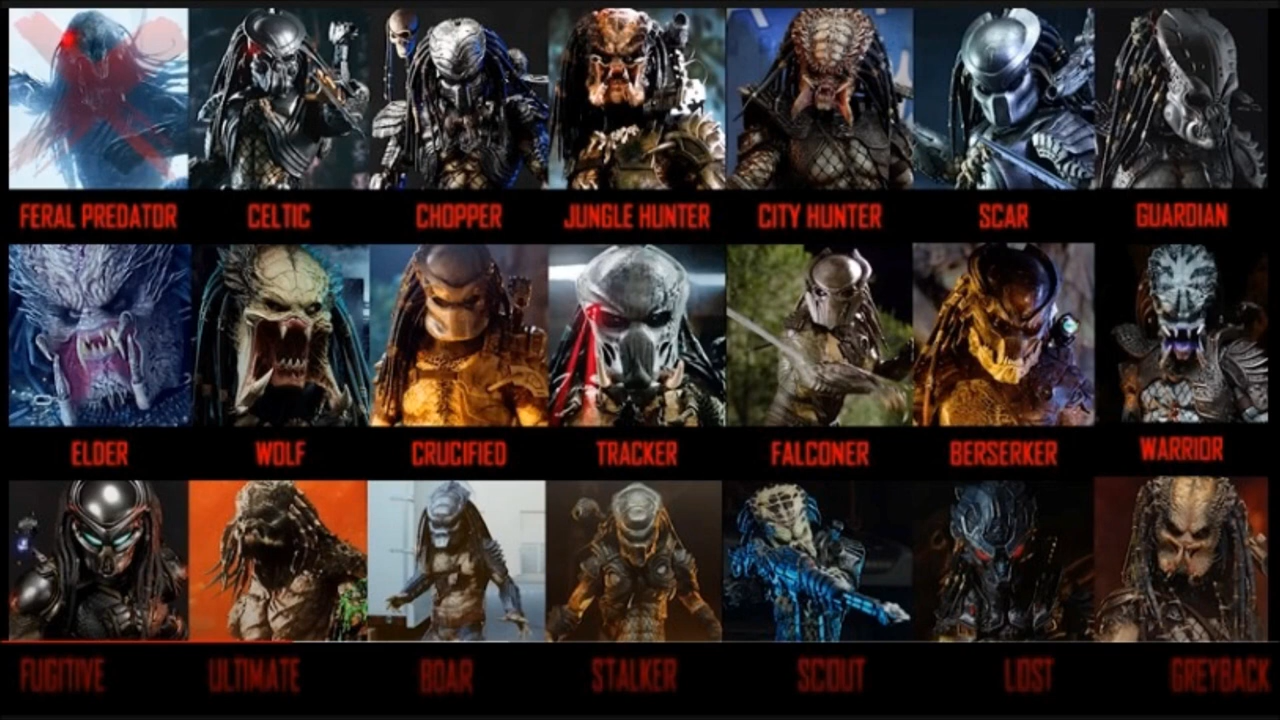 FERAL PREDATOR CELTIC CHOPPER JUNGLE HUNTER CITY HUNTER SCAR GUARDIAN
ELDER WOLF CRUCIFIED TRACKER FALCONER BERSERKER WARRIOR
FUGITIVE ULTIMATE BOAR STALKER SCOUT LOST GREYBACK